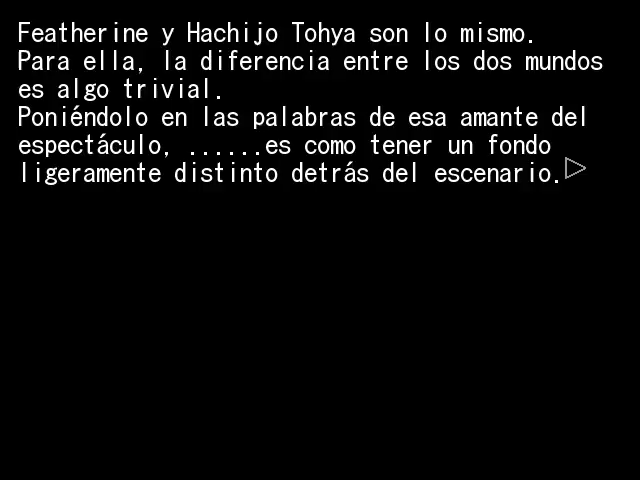 Featherine y Hachijo Tohya son lo mismo.
Para ella, la diferencia entre los dos mundos
es algo trivial.
Poniéndolo en las palabras de esa amante del
espectáculo, ......es como tener un fondo
ligeramente distinto detrás del escenario.